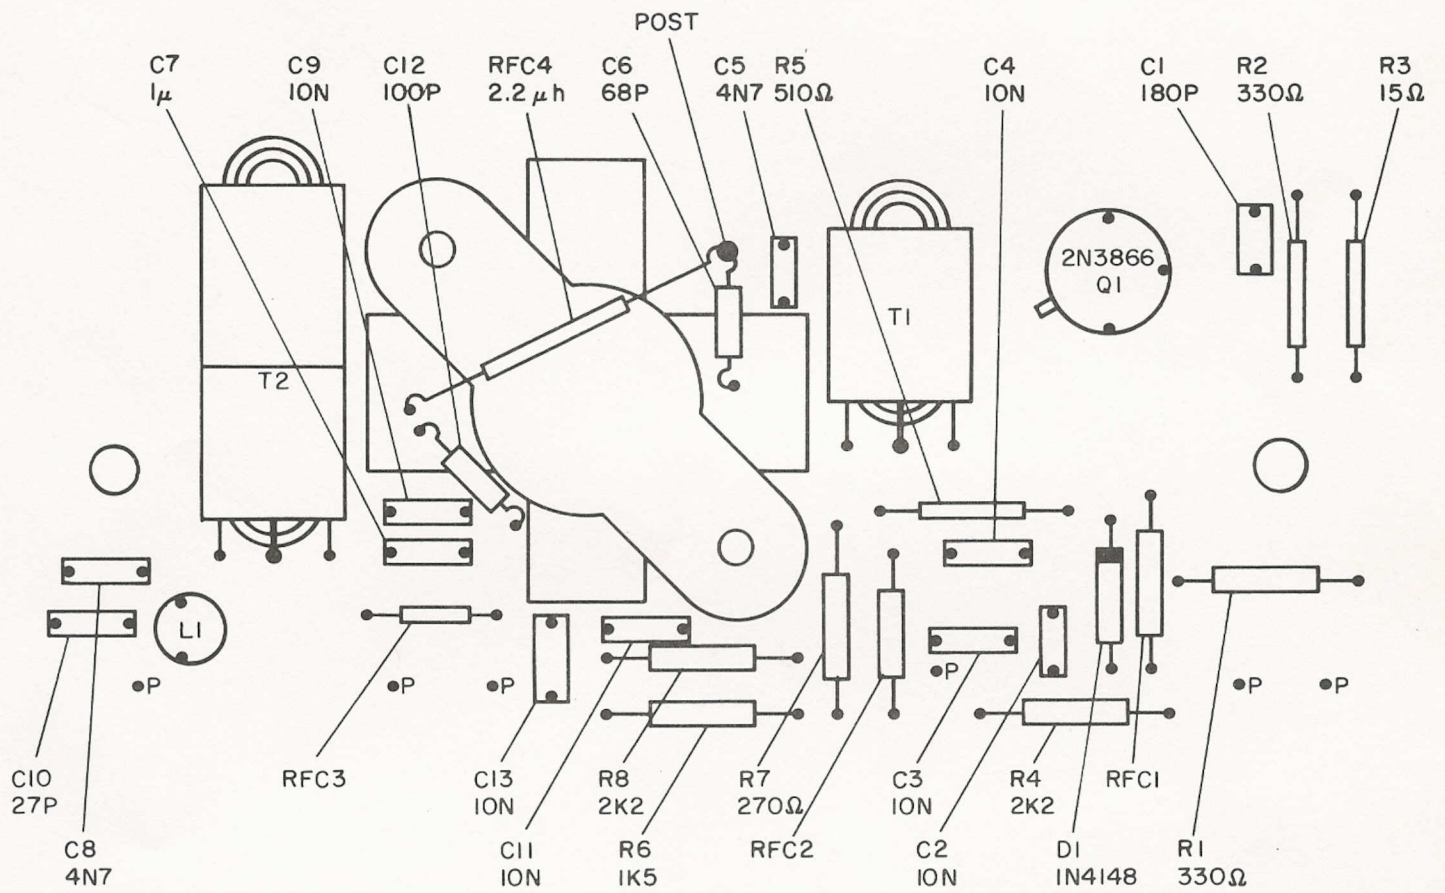 POST
C7
1µ
C9
10N
C12
100P
RFC4
2.2 µh
C6
68P
C5
4N7
R5
510Ω
C4
10N
C1
180P
R2
330Ω
R3
15Ω
2N3866
Q1
T1
T2
L1
P
P
P
P
P
P
C10
27P
RFC3
C13
10N
R8
2K2
R7
270Ω
C3
10N
R4
2K2
RFC1
C8
4N7
C11
10N
R6
1K5
RFC2
C2
10N
D1
1N4148
R1
330Ω